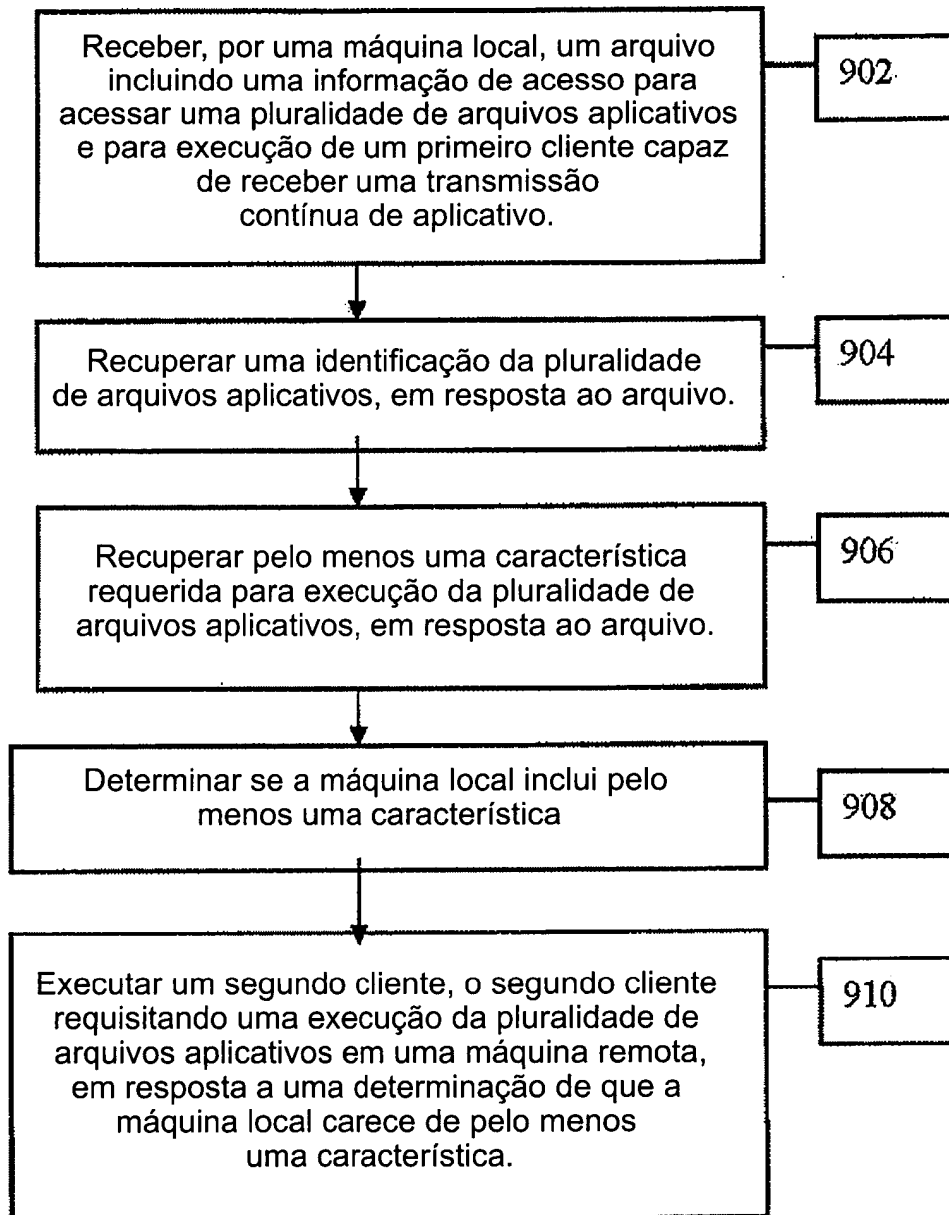 Receber, por uma máquina local, um arquivo
incluindo uma informação de acesso para
acessar uma pluralidade de arquivos aplicativos
e para execução de um primeiro cliente capaz
de receber uma transmissão
contínua de aplicativo.
902
Recuperar uma identificação da pluralidade
de arquivos aplicativos, em resposta ao arquivo.
904
Recuperar pelo menos uma característica
requerida para execução da pluralidade de
arquivos aplicativos, em resposta ao arquivo.
906
Determinar se a máquina local inclui pelo
menos uma característica
908
Executar um segundo cliente, o segundo cliente
requisitando uma execução da pluralidade de
arquivos aplicativos em uma máquina remota,
em resposta a uma determinação de que a
máquina local carece de pelo menos
uma característica.
910